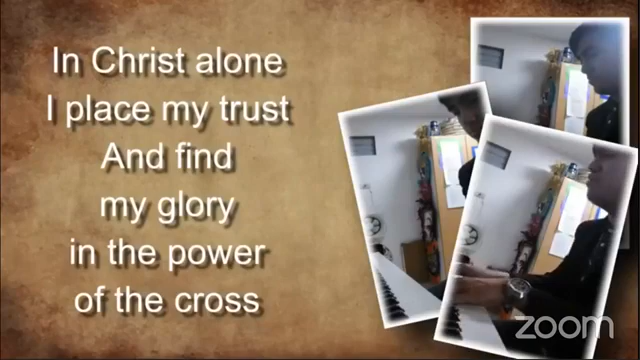 In Christ alone
I place my trust
And find
my glory
in the power
of the cross
zoom